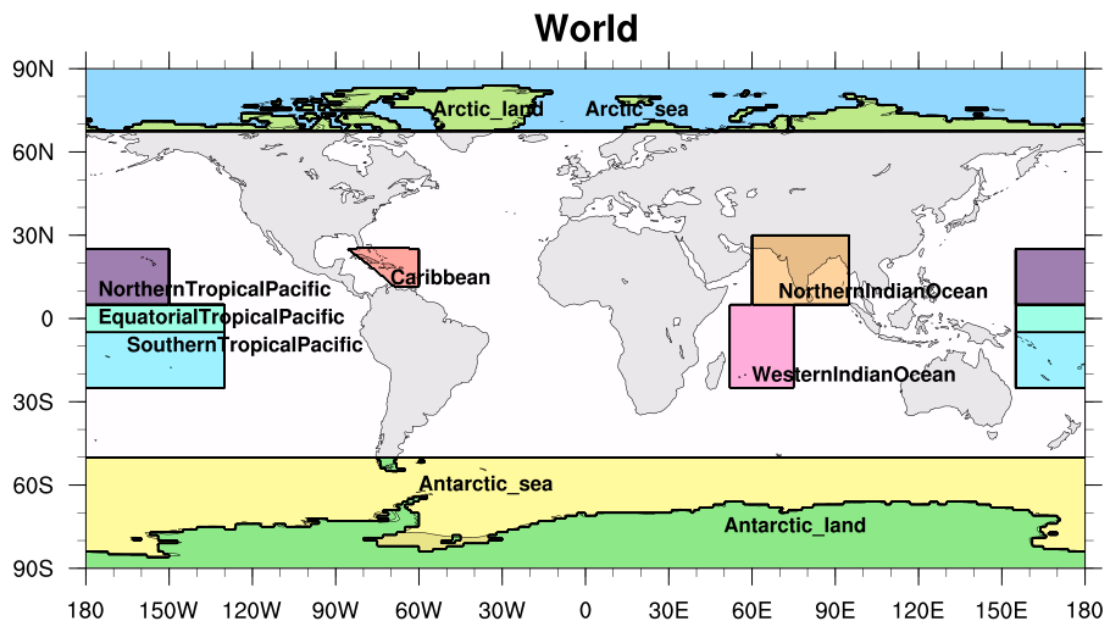 World
90N
Arctic_land Arctic_sea
60N
30N
Caribbean
NorthernTropicalPacific NorthernIndianOcean
0
EquatorialTropicalPacific
SouthernTropicalPacific
WesternIndianOcean
30S
60S
Antarctic_sea
Antarctic_land
90S
180 150W 120W 90W 60W 30W 0 30E 60E 90E 120E 150E 180